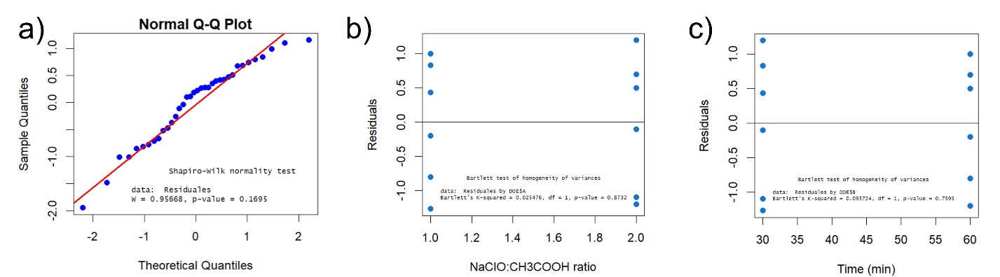 a)
Normal Q-Q Plot
Sample Quantiles
1.0
0.5
0.0
-1.0
-2.0
Shapiro-Wilk normality test
data: Residuales
W = 0.95668, p-value = 0.1695
-2 -1 0 1 2
Theoretical Quantiles
b)
Residuals
1.0
0.5
0.0
-0.5
-1.0
Bartlett test of homogeneity of variances
data: Residuales by DOE$A
Bartlett's K-squared = 0.025476, df = 1, p-value = 0.8732
1.0 1.2 1.4 1.6 1.8 2.0
NaClO:CH3COOH ratio
c)
Residuals
1.0
0.5
0.0
-0.5
-1.0
Bartlett test of homogeneity of variances
data: Residuales by DOE$B
Bartlett's K-squared = 0.093724, df = 1, p-value = 0.7595
30 35 40 45 50 55 60
Time (min)